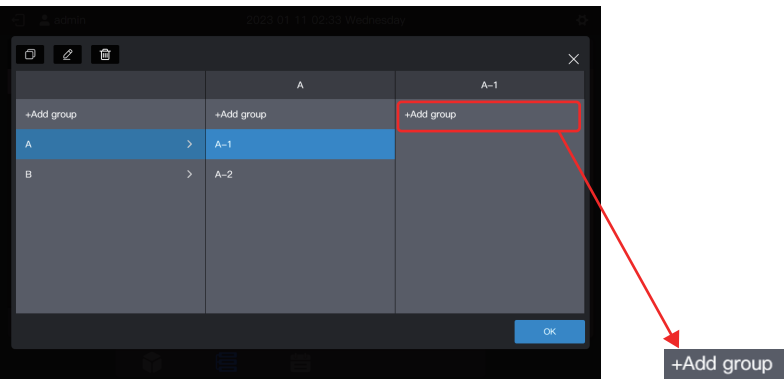 admin 2023 01 11 02:33 Wednesday
A A–1
+Add group +Add group +Add group
A A–1
B A–2
OK
+Add group